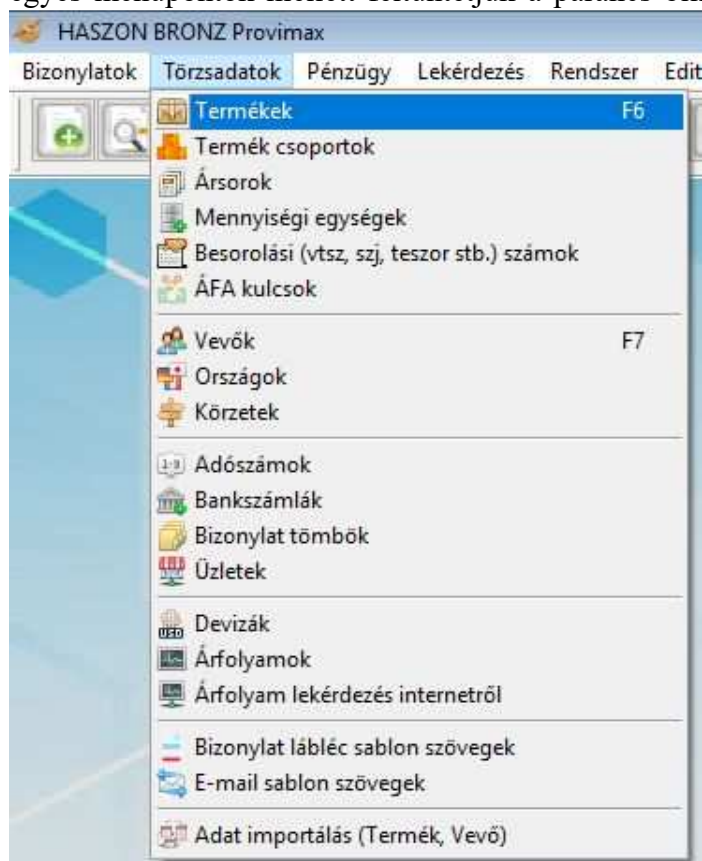 HASZON BRONZ Provimax
Bizonylatok Törzsadatok Pénzügy Lekérdezés Rendszer Edit
Termékek F6
Termék csoportok
Ársorok
Mennyiségi egységek
Besorolási (vtsz, szj, teszor stb.) számok
ÁFA kulcsok
Vevők F7
Országok
Körzetek
Adószámok
Bankszámlák
Bizonylat tömbök
Üzletek
Devizák
Árfolyamok
Árfolyam lekérdezés internetről
Bizonylat lábléc sablon szövegek
E-mail sablon szövegek
Adat importálás (Termék, Vevő)